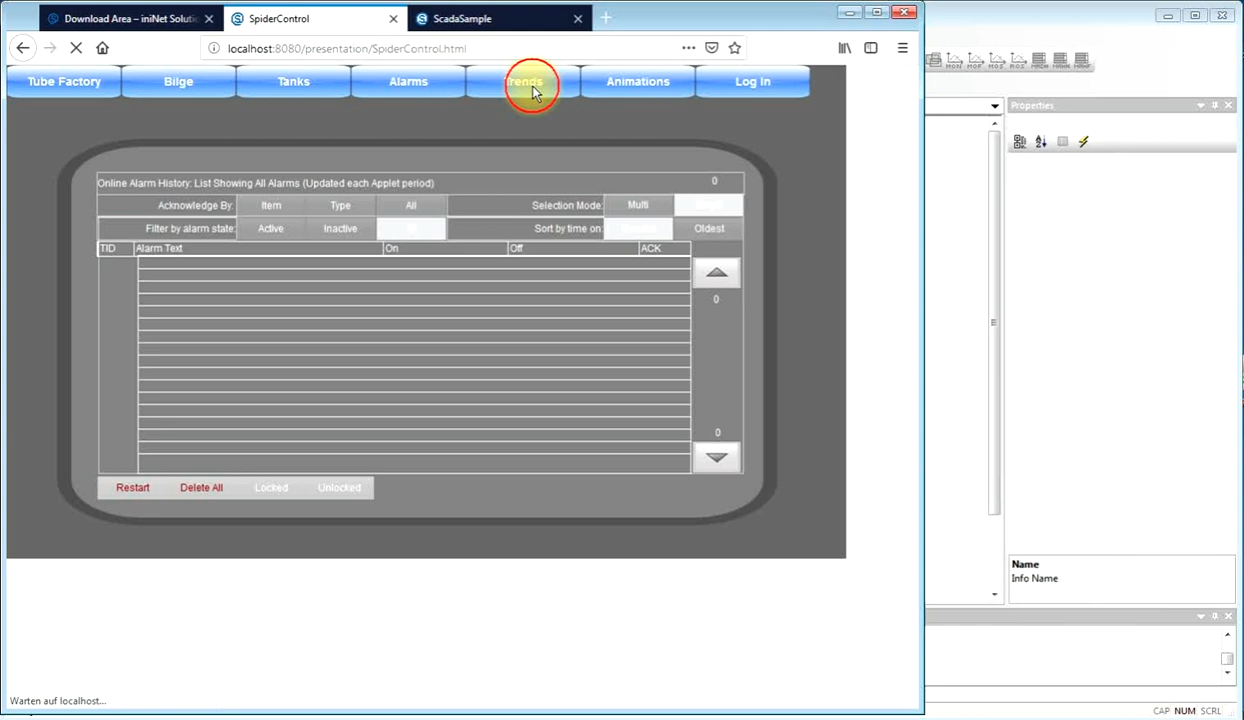 Download Area – iniNet Soluti
SpiderControl
ScadaSample
localhost:8080/presentation/SpiderControl.html
Tube Factory
Bilge
Tanks
Alarms
Trends
Animations
Log In
Properties
Online Alarm History: List Showing All Alarms (Updated each Applet period)
0
Acknowledge By:
Item
Type
All
Selection Mode:
Multi
Filter by alarm state:
Active
Inactive
Sort by time on:
Oldest
TID
Alarm Text
On
Off
ACK
0
0
Restart
Delete All
Locked
Unlocked
Name
Info Name
Warten auf localhost...
CAP NUM SCRL